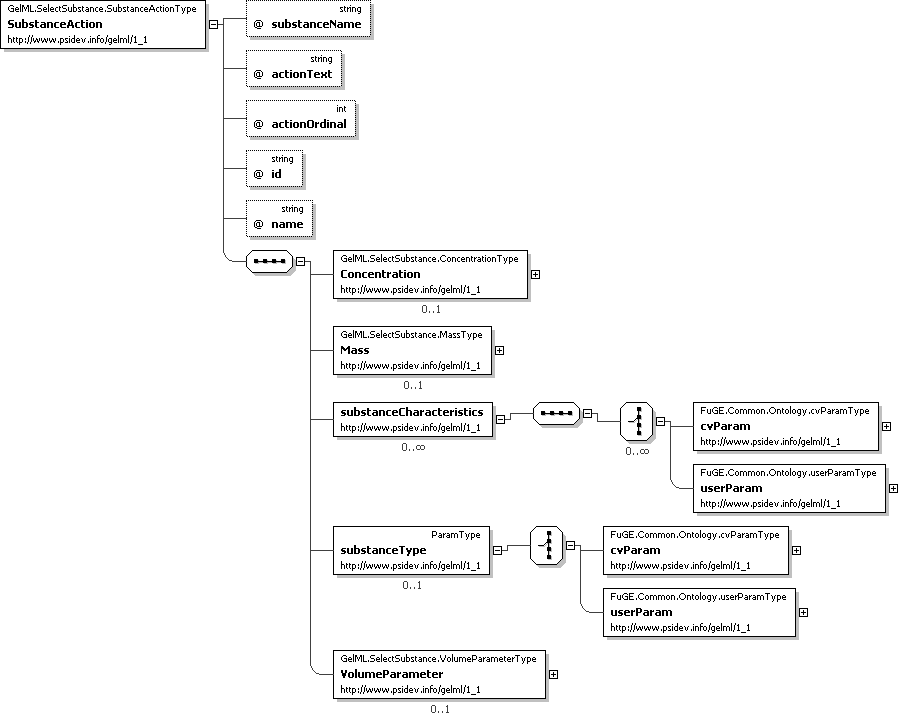 GelML.SelectSubstance.SubstanceActionType
SubstanceAction
http://www.psidev.info/gelml/1_1
string
@ substanceName
string
@ actionText
int
@ actionOrdinal
string
@ id
string
@ name
GelML.SelectSubstance.ConcentrationType
Concentration
http://www.psidev.info/gelml/1_1
0..1
GelML.SelectSubstance.MassType
Mass
http://www.psidev.info/gelml/1_1
0..1
substanceCharacteristics
http://www.psidev.info/gelml/1_1
0..∞
0..∞
FuGE.Common.Ontology.cvParamType
cvParam
http://www.psidev.info/gelml/1_1
FuGE.Common.Ontology.userParamType
userParam
http://www.psidev.info/gelml/1_1
ParamType
substanceType
http://www.psidev.info/gelml/1_1
0..1
FuGE.Common.Ontology.cvParamType
cvParam
http://www.psidev.info/gelml/1_1
FuGE.Common.Ontology.userParamType
userParam
http://www.psidev.info/gelml/1_1
GelML.SelectSubstance.VolumeParameterType
VolumeParameter
http://www.psidev.info/gelml/1_1
0..1